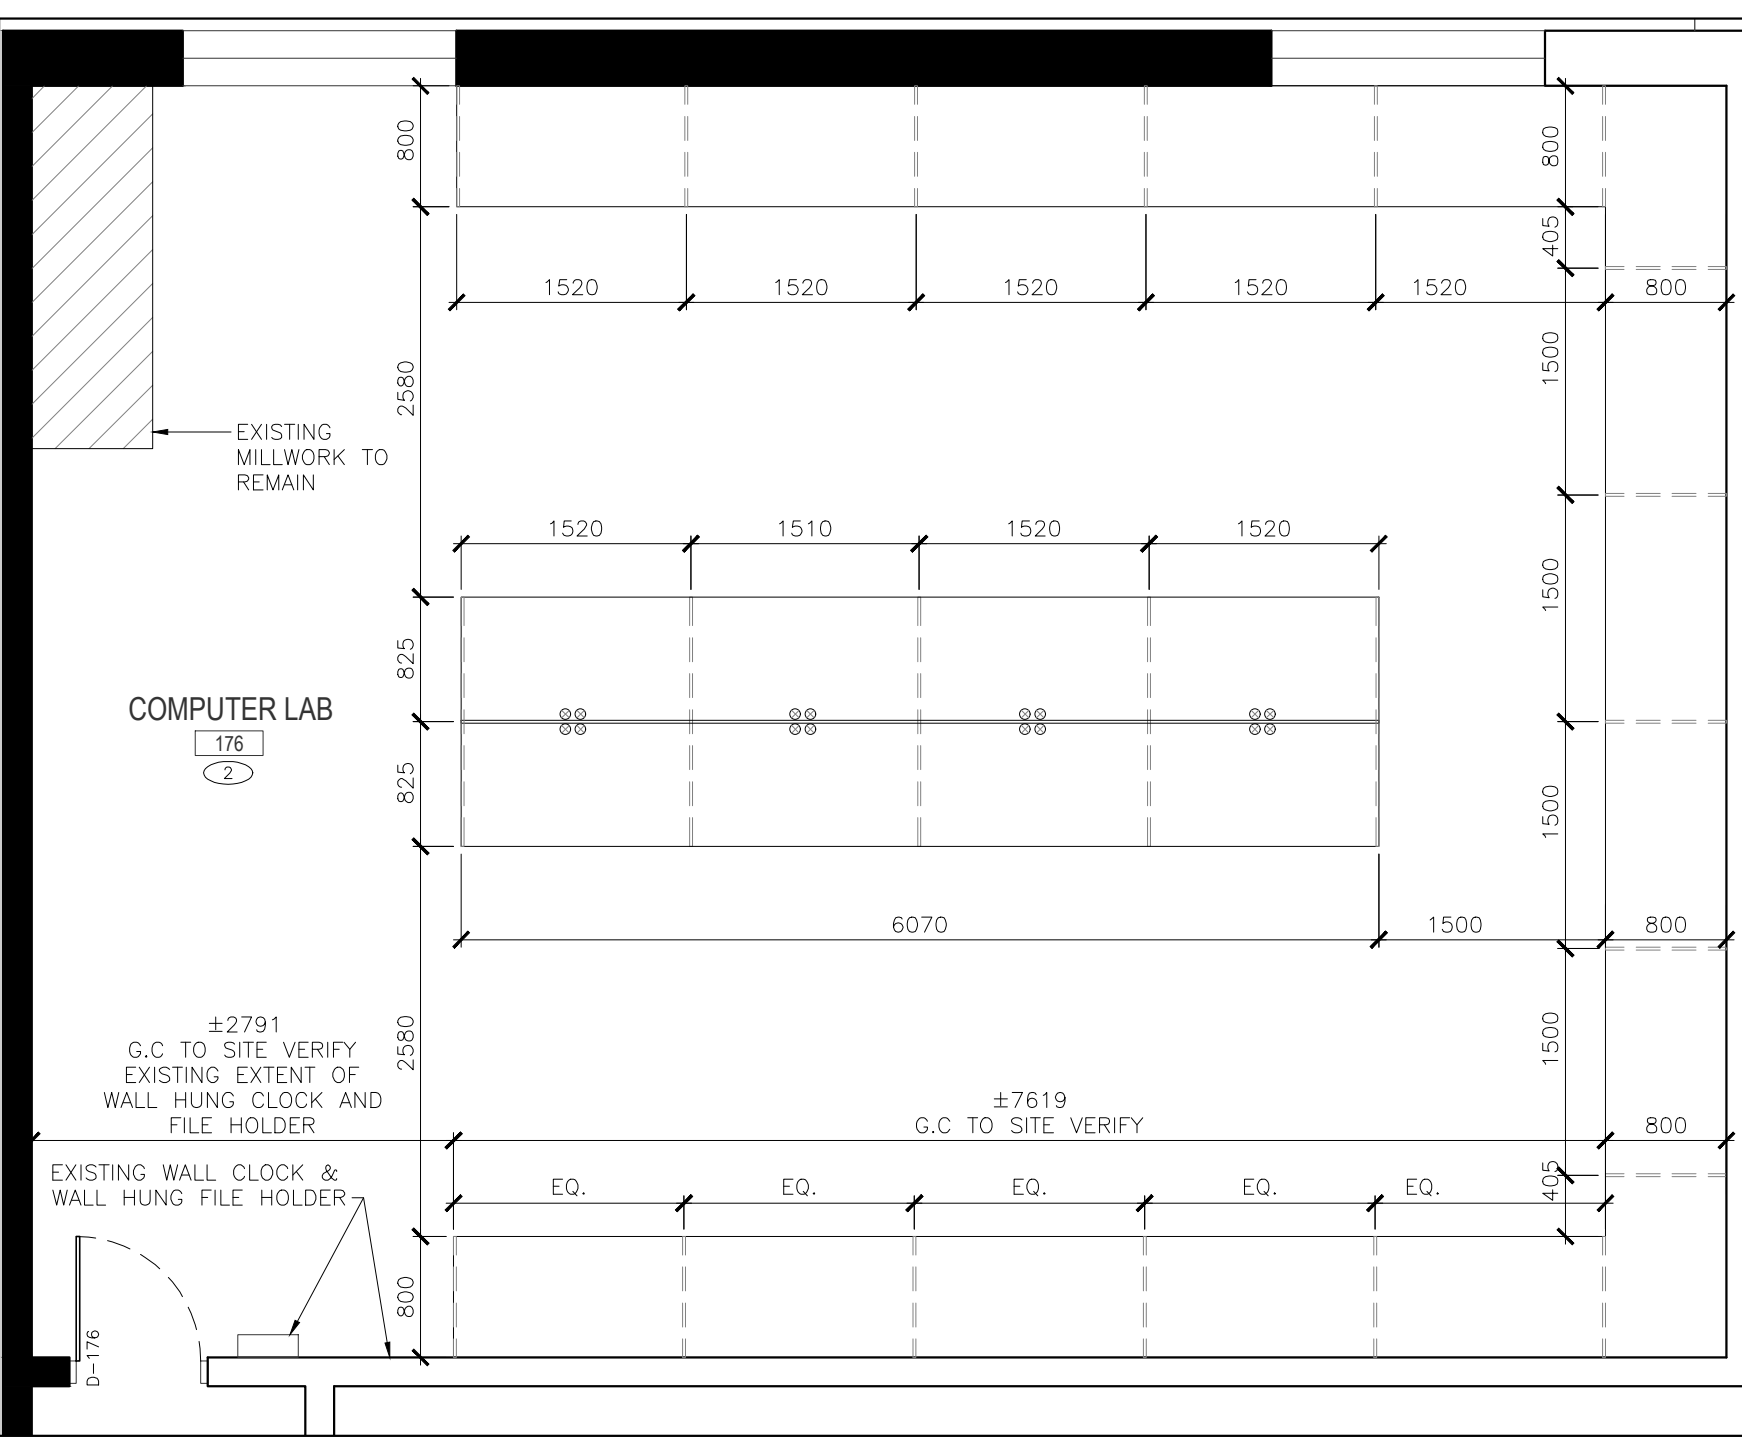 800
800
405
1520
1520
1520
1520
1520
800
2580
1500
EXISTING
MILLWORK TO
REMAIN
1520
1510
1520
1520
1500
825
COMPUTER LAB
176
2
825
1500
6070
1500
800
±2791
G.C TO SITE VERIFY
EXISTING EXTENT OF
WALL HUNG CLOCK AND
FILE HOLDER
2580
1500
±7619
G.C TO SITE VERIFY
800
EXISTING WALL CLOCK &
WALL HUNG FILE HOLDER
EQ.
EQ.
EQ.
EQ.
EQ.
405
800
D-176